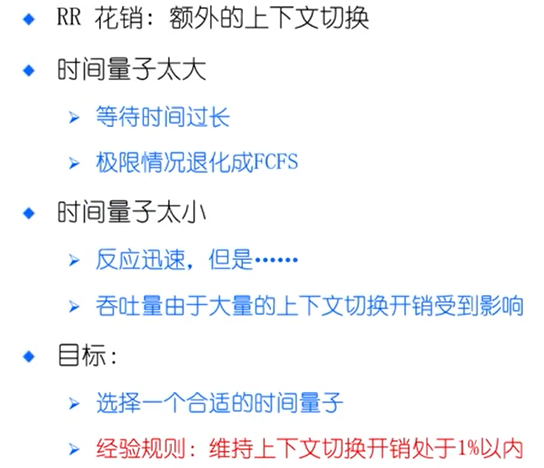 RR 花销: 额外的上下文切换
时间量子太大
等待时间过长
极限情况退化成FCFS
时间量子太小
反应迅速, 但是……
吞吐量由于大量的上下文切换开销受到影响
目标:
选择一个合适的时间量子
经验规则: 维持上下文切换开销处于1%以内